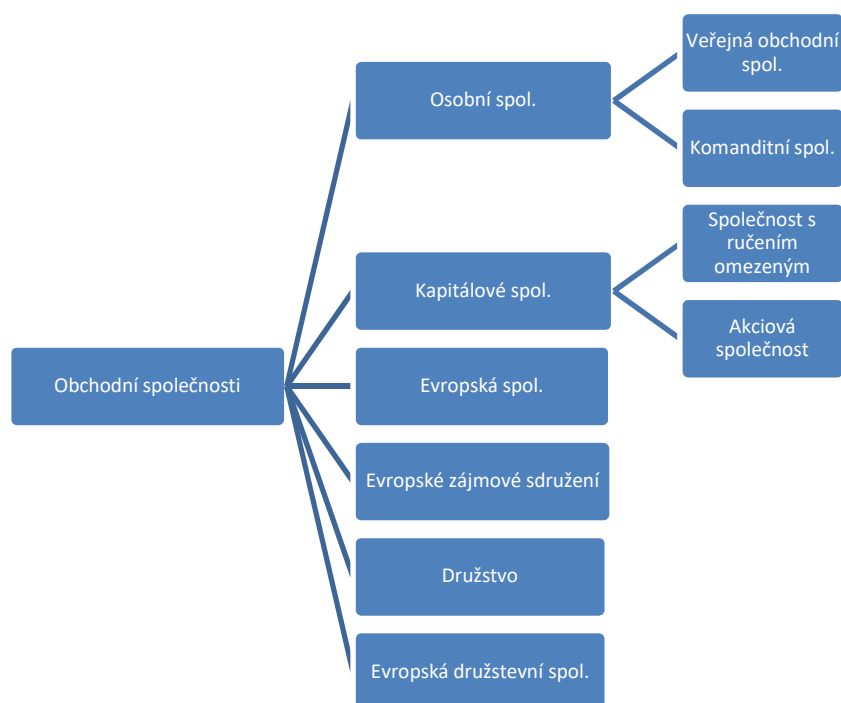 Obchodní společnosti
Osobní spol.
Veřejná obchodní
spol.
Komanditní spol.
Kapitálové spol.
Společnost s
ručením
omezeným
Akciová
společnost
Evropská spol.
Evropské zájmové sdružení
Družstvo
Evropská družstevní spol.